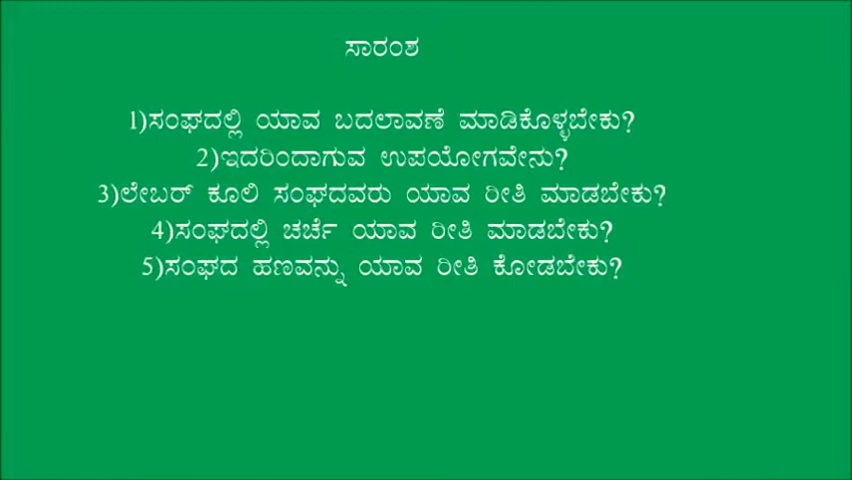 ಸಾರಂಶ
1)ಸಂಘದಲ್ಲಿ ಯಾವ ಬದಲಾವಣೆ ಮಾಡಿಕೊಳ್ಳಬೇಕು?
2)ಇದರಿಂದಾಗುವ ಉಪಯೋಗವೇನು?
3)ಲೇಬರ್ ಕೂಲಿ ಸಂಘದವರು ಯಾವ ರೀತಿ ಮಾಡಬೇಕು?
4)ಸಂಘದಲ್ಲಿ ಚರ್ಚೆ ಯಾವ ರೀತಿ ಮಾಡಬೇಕು?
5)ಸಂಘದ ಹಣವನ್ನು ಯಾವ ರೀತಿ ಕೋಡಬೇಕು?